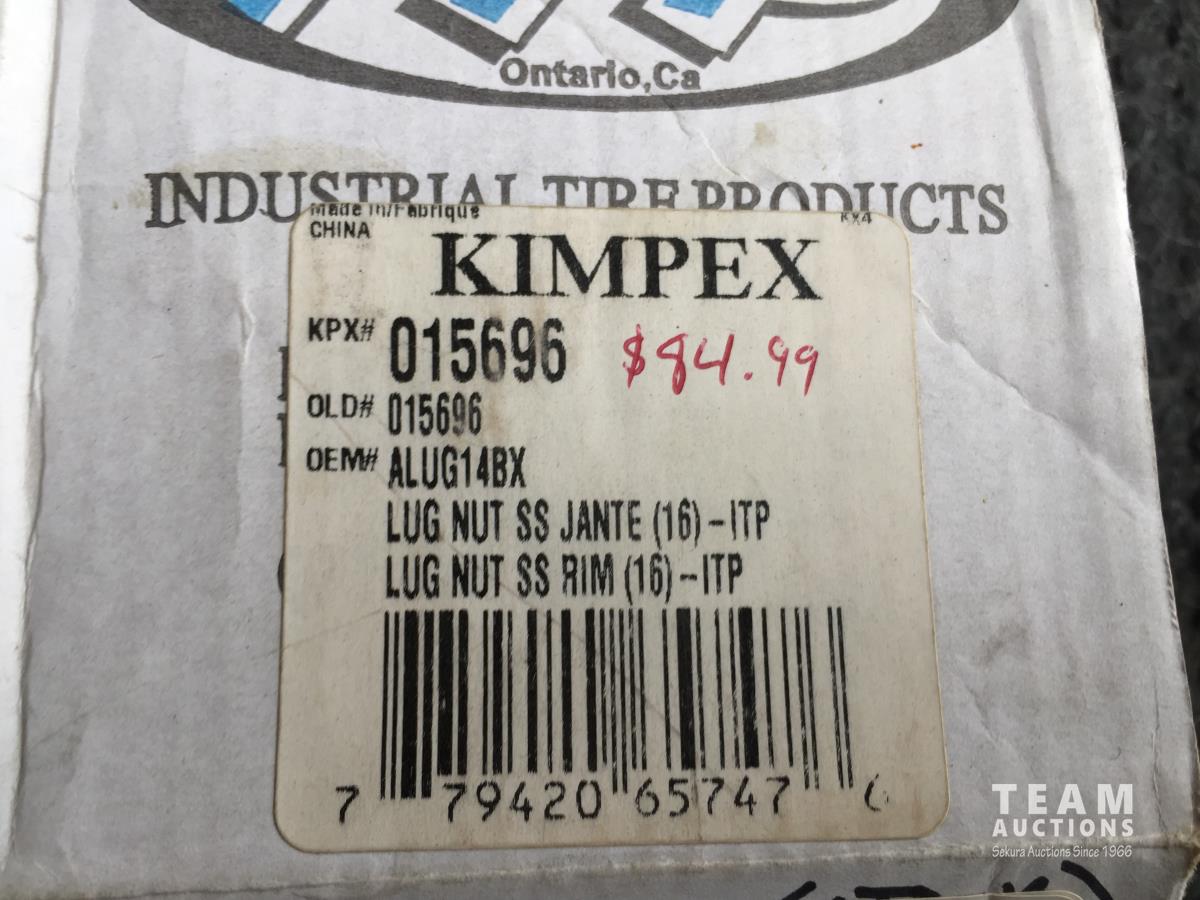 Ontario,Ca
INDUSTRIAL TIRE PRODUCTS
Made In/Fabrique
CHINA
KIMPEX
KPX# 015696 $84.99
OLD# 015696
OEM# ALUG14BX
LUG NUT SS JANTE (16)-ITP
LUG NUT SS RIM (16)-ITP
7 79420 65747
TEAM
AUCTIONS
Sekura Auctions Since 1966